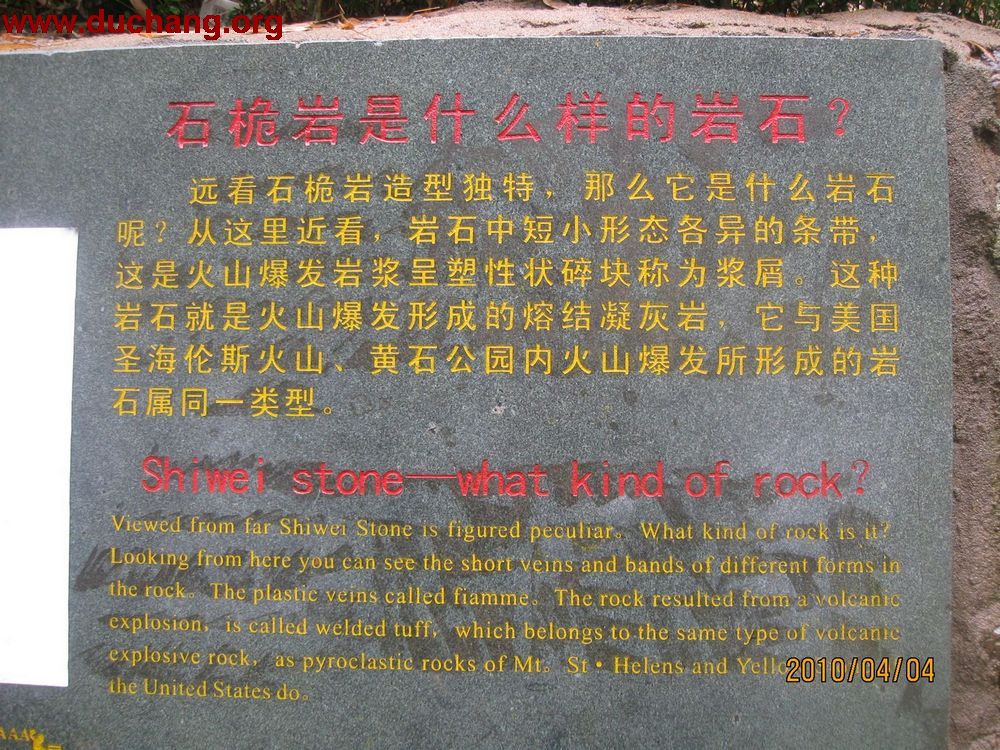 www.duchang.org
石桅岩是什么样的岩石?
远看石桅岩造型独特，那么它是什么岩石
呢?从这里近看，岩石中短小形态各异的条带，
这是火山爆发岩浆呈塑性状碎块称为浆屑。这种
岩石就是火山爆发形成的熔结凝灰岩，它与美国
圣海伦斯火山、黄石公园内火山爆发所形成的岩
石属同一类型。
Shiwei stone——what kind of rock?
Viewed from far Shiwei Stone is figured peculiar。 What kind of rock is it?
Looking from here you can see the short veins and bands of different forms in
the rock。 The plastic veins called fiamme。 The rock resulted from a volcanic
explosion， is called welded tuff， which belongs to the same type of volcanic
explosive rock， as pyroclastic rocks of Mt。 St·Helens and
the United States do。
2010/04/04
AAA